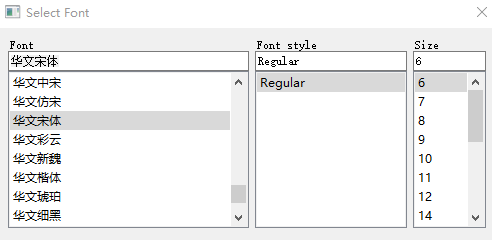 Select Font
Font Font style Size
华文宋体 Regular 6
华文中宋 Regular 6
华文仿宋 7
华文宋体 8
华文彩云 9
华文新魏 10
华文楷体 11
华文琥珀 12
华文细黑 14